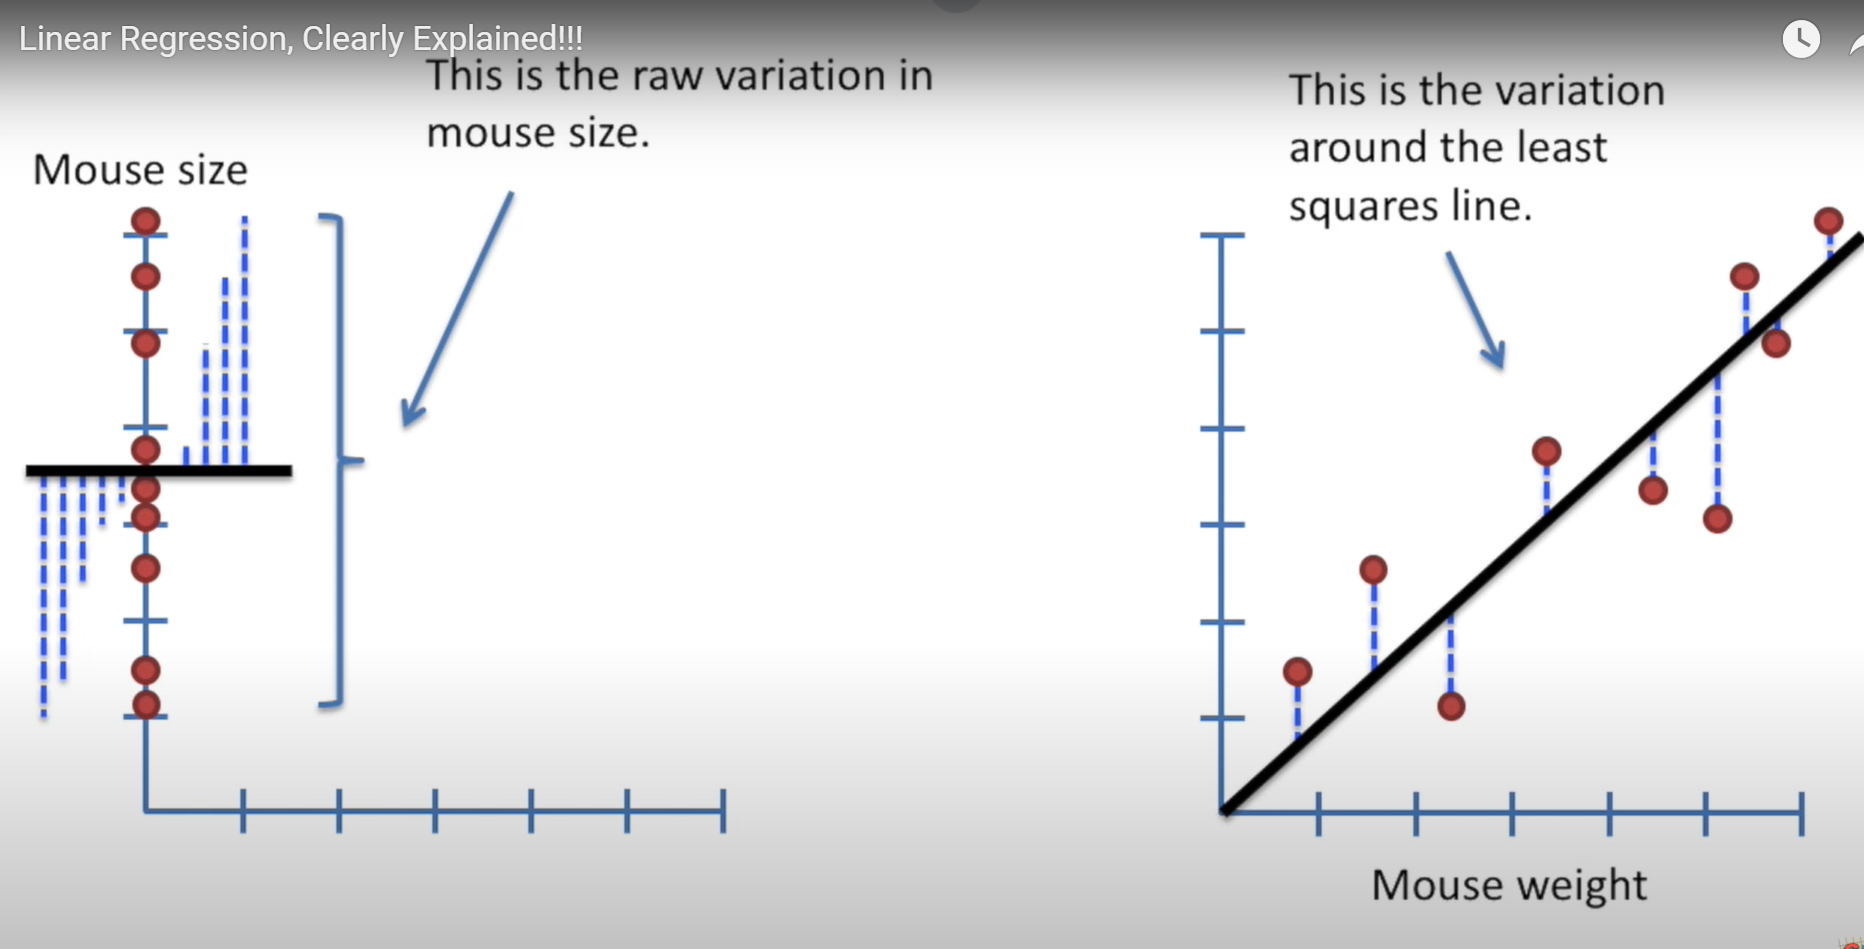 Linear Regression, Clearly Explained!!!
This is the raw variation in
mouse size.
Mouse size
This is the variation
around the least
squares line.
Mouse weight